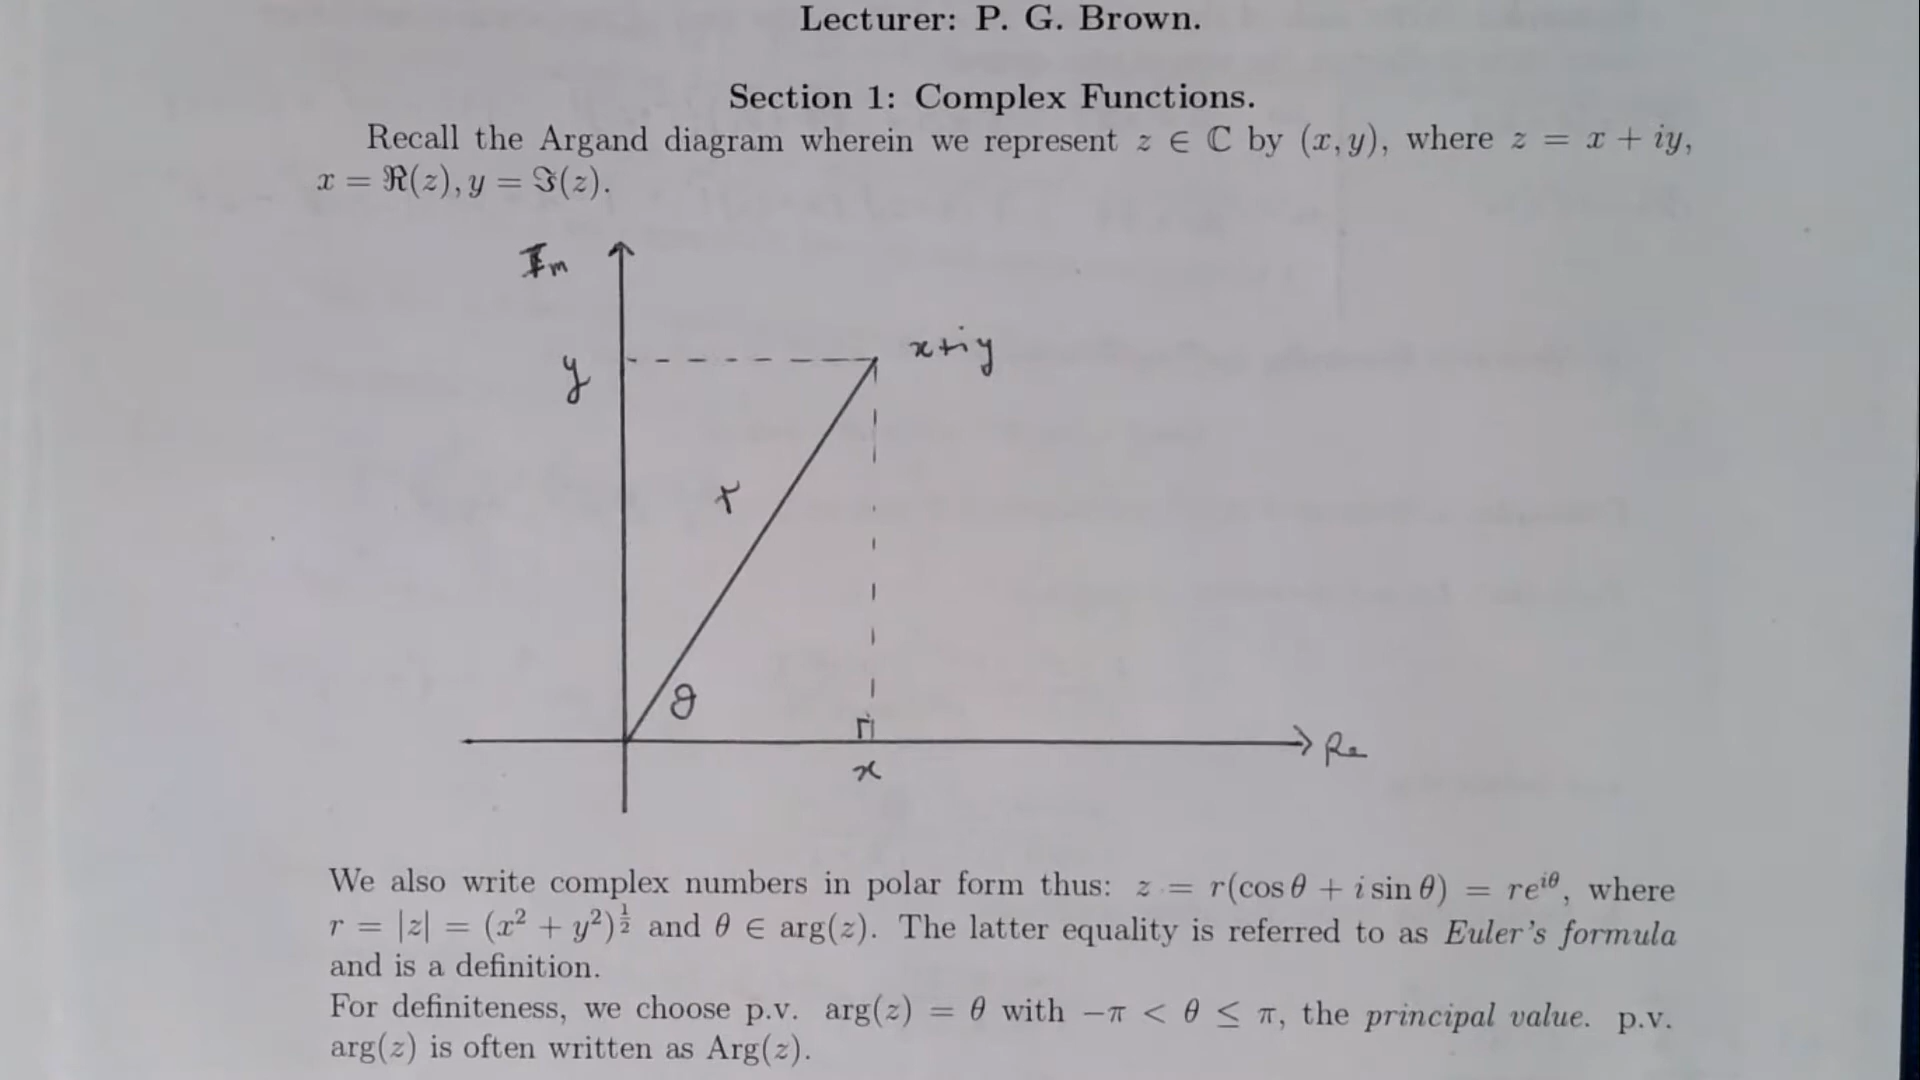 Lecturer: P. G. Brown.
Section 1: Complex Functions.
Recall the Argand diagram wherein we represent z ∈ ℂ by (x, y), where z = x + iy,
x = ℜ(z), y = ℑ(z).
Im
x+iy
y
r
θ
x
Re
We also write complex numbers in polar form thus: z = r(cos θ + i sin θ) = re^{iθ}, where
r = |z| = (x² + y²)^{1/2} and θ ∈ arg(z). The latter equality is referred to as Euler's formula
and is a definition.
For definiteness, we choose p.v. arg(z) = θ with −π < θ ≤ π, the principal value. p.v.
arg(z) is often written as Arg(z).